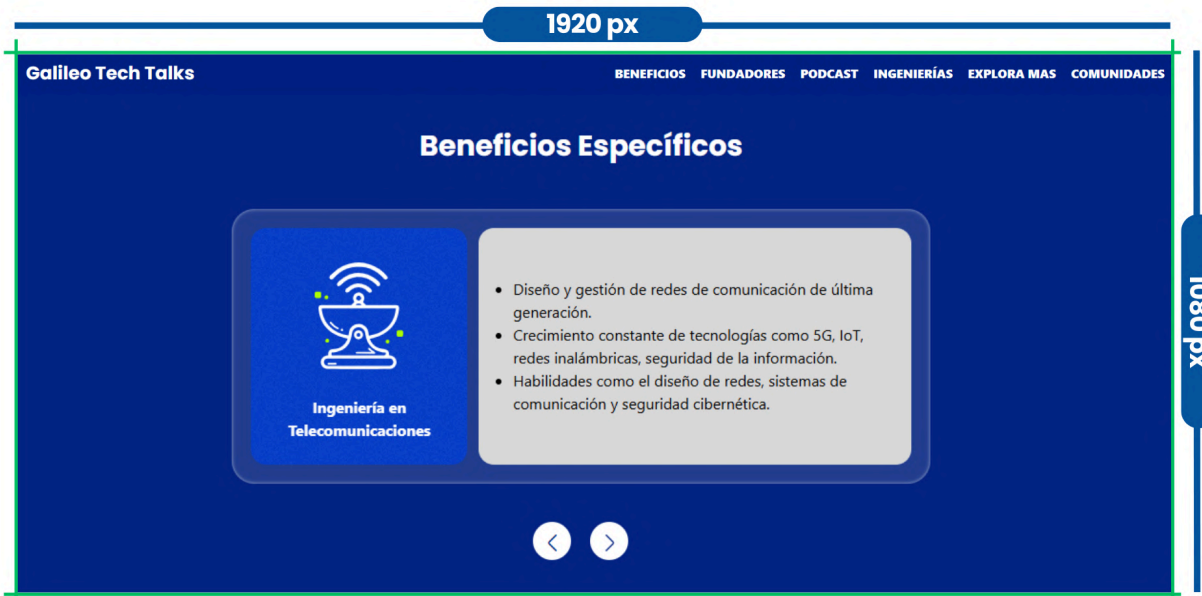 1920 px
Galileo Tech Talks
BENEFICIOS FUNDADORES PODCAST INGENIERÍAS EXPLORA MAS COMUNIDADES
Beneficios Específicos
Ingeniería en
Telecomunicaciones
• Diseño y gestión de redes de comunicación de última
generación.
• Crecimiento constante de tecnologías como 5G, IoT,
redes inalámbricas, seguridad de la información.
• Habilidades como el diseño de redes, sistemas de
comunicación y seguridad cibernética.
1080 px